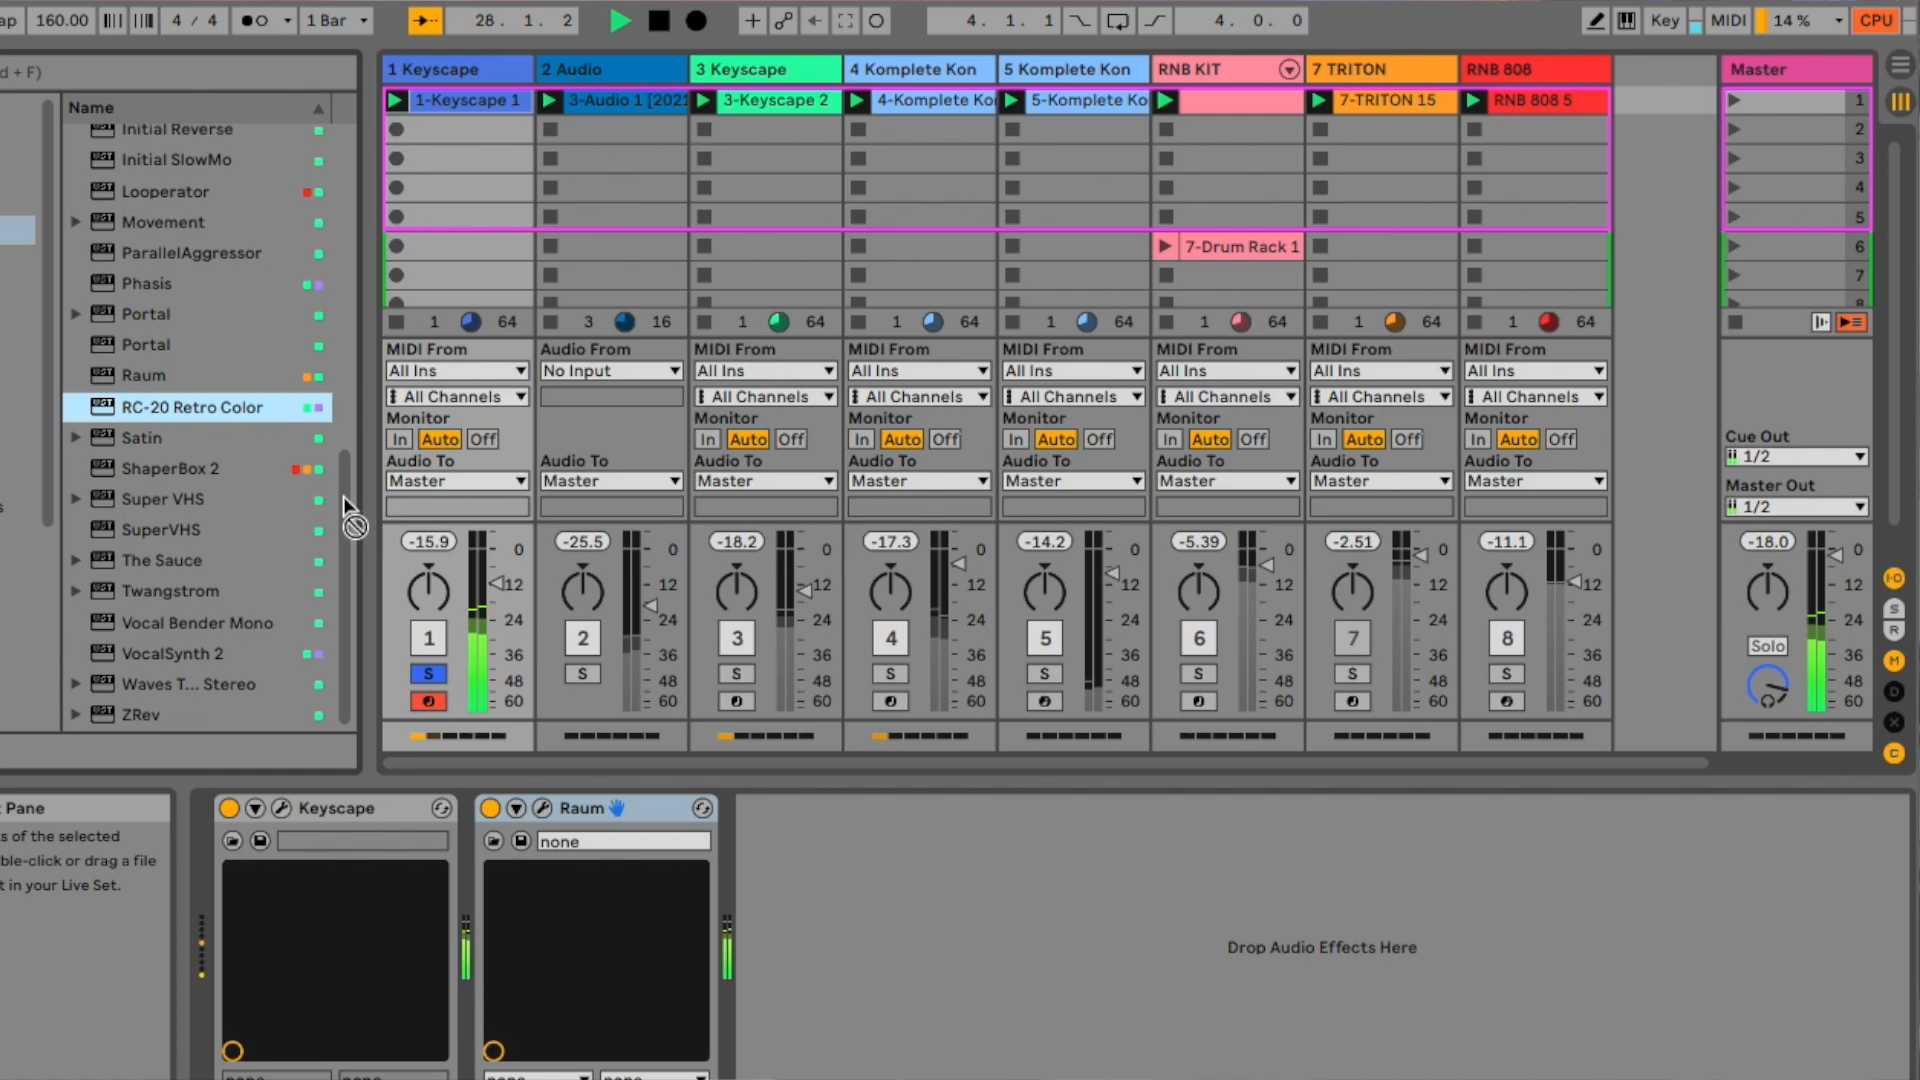 ap 160.00 4 / 4 1 Bar 28. 1. 2 4. 1. 1 4. 0. 0 Key MIDI 14 % CPU
d + F)
Name
Initial Reverse
Initial SlowMo
Looperator
Movement
ParallelAggressor
Phasis
Portal
Portal
Raum
RC-20 Retro Color
Satin
ShaperBox 2
Super VHS
SuperVHS
The Sauce
Twangstrom
Vocal Bender Mono
VocalSynth 2
Waves T... Stereo
ZRev
1 Keyscape 2 Audio 3 Keyscape 4 Komplete Kon 5 Komplete Kon RNB KIT 7 TRITON RNB 808 Master
1-Keyscape 1 3-Audio 1 [2021 3-Keyscape 2 4-Komplete Ko 5-Komplete Ko 7-TRITON 15 RNB 808 5 1
2
3
4
5
7-Drum Rack 1 6
7
8
1 64 3 16 1 64 1 64 1 64 1 64 1 64 1 64
MIDI From Audio From MIDI From MIDI From MIDI From MIDI From MIDI From MIDI From
All Ins No Input All Ins All Ins All Ins All Ins All Ins All Ins
All Channels All Channels All Channels All Channels All Channels All Channels All Channels
Monitor Monitor Monitor Monitor Monitor Monitor Monitor
In Auto Off In Auto Off In Auto Off In Auto Off In Auto Off In Auto Off In Auto Off
Cue Out
1/2
Audio To Audio To Audio To Audio To Audio To Audio To Audio To Audio To
Master Master Master Master Master Master Master Master
Master Out
1/2
-15.9 0 -25.5 0 -18.2 0 -17.3 0 -14.2 0 -5.39 0 -2.51 0 -11.1 0 -18.0 0
12 12 12 12 12 12 12 12 12
24 24 24 24 24 24 24 24 24
1 2 3 4 5 6 7 8 Solo
36 36 36 36 36 36 36 36 36
S S S S S S S S
48 48 48 48 48 48 48 48 48
60 60 60 60 60 60 60 60 60
I-O
S
R
M
D
X
C
Pane
s of the selected
ble-click or drag a file
t in your Live Set.
Keyscape
Raum
none
Drop Audio Effects Here
none none none none